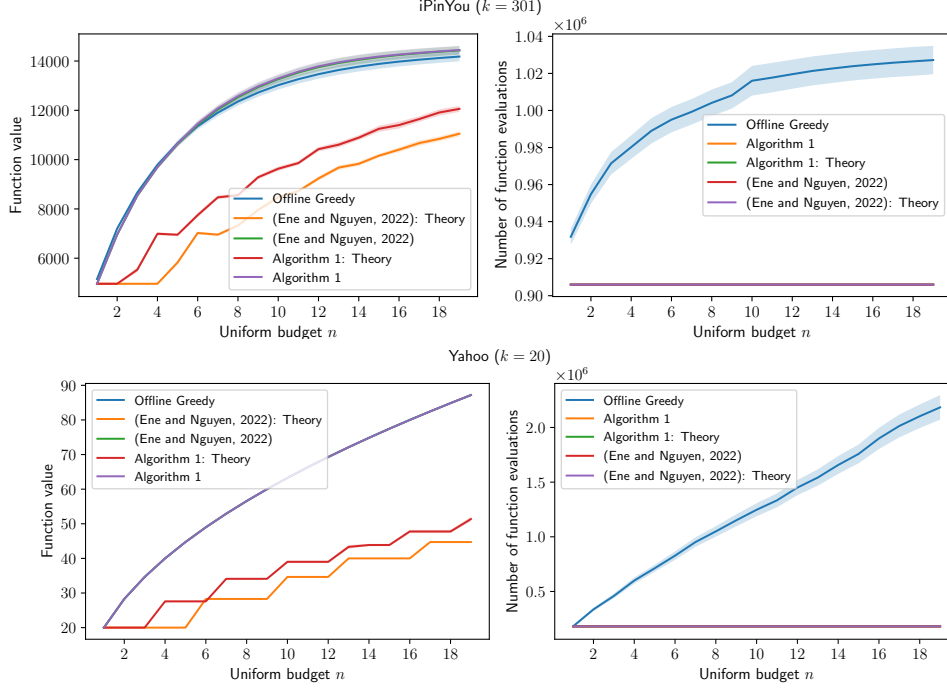 iPinYou (k = 301)
14000
12000
10000
8000
6000
Function value
Offline Greedy
(Ene and Nguyen, 2022): Theory
(Ene and Nguyen, 2022)
Algorithm 1: Theory
Algorithm 1
2 4 6 8 10 12 14 16 18
Uniform budget n
×10⁶
1.04
1.02
1.00
0.98
0.96
0.94
0.92
0.90
Number of function evaluations
Offline Greedy
Algorithm 1
Algorithm 1: Theory
(Ene and Nguyen, 2022)
(Ene and Nguyen, 2022): Theory
2 4 6 8 10 12 14 16 18
Uniform budget n
Yahoo (k = 20)
90
80
70
60
50
40
30
20
Function value
Offline Greedy
(Ene and Nguyen, 2022): Theory
(Ene and Nguyen, 2022)
Algorithm 1: Theory
Algorithm 1
2 4 6 8 10 12 14 16 18
Uniform budget n
×10⁶
2.0
1.5
1.0
0.5
Number of function evaluations
Offline Greedy
Algorithm 1
Algorithm 1: Theory
(Ene and Nguyen, 2022)
(Ene and Nguyen, 2022): Theory
2 4 6 8 10 12 14 16 18
Uniform budget n